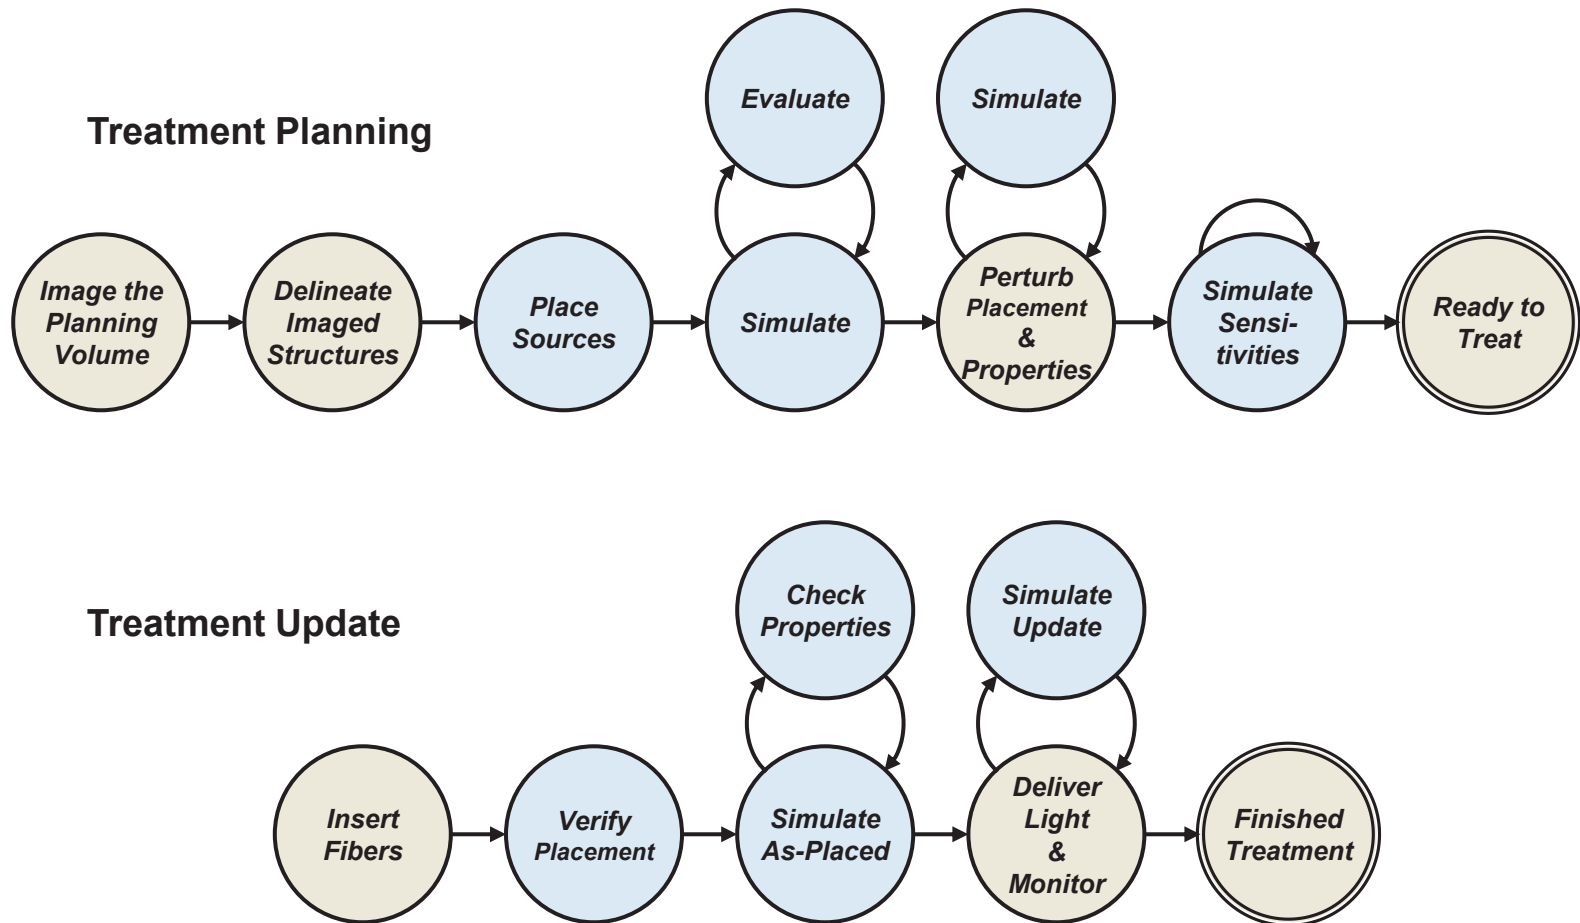 Treatment Planning
Evaluate
Simulate
Image the
Planning
Volume
Delineate
Imaged
Structures
Place
Sources
Simulate
Perturb
Placement
&
Properties
Simulate
Sensi-
tivities
Ready to
Treat
Treatment Update
Check
Properties
Simulate
Update
Insert
Fibers
Verify
Placement
Simulate
As-Placed
Deliver
Light
&
Monitor
Finished
Treatment